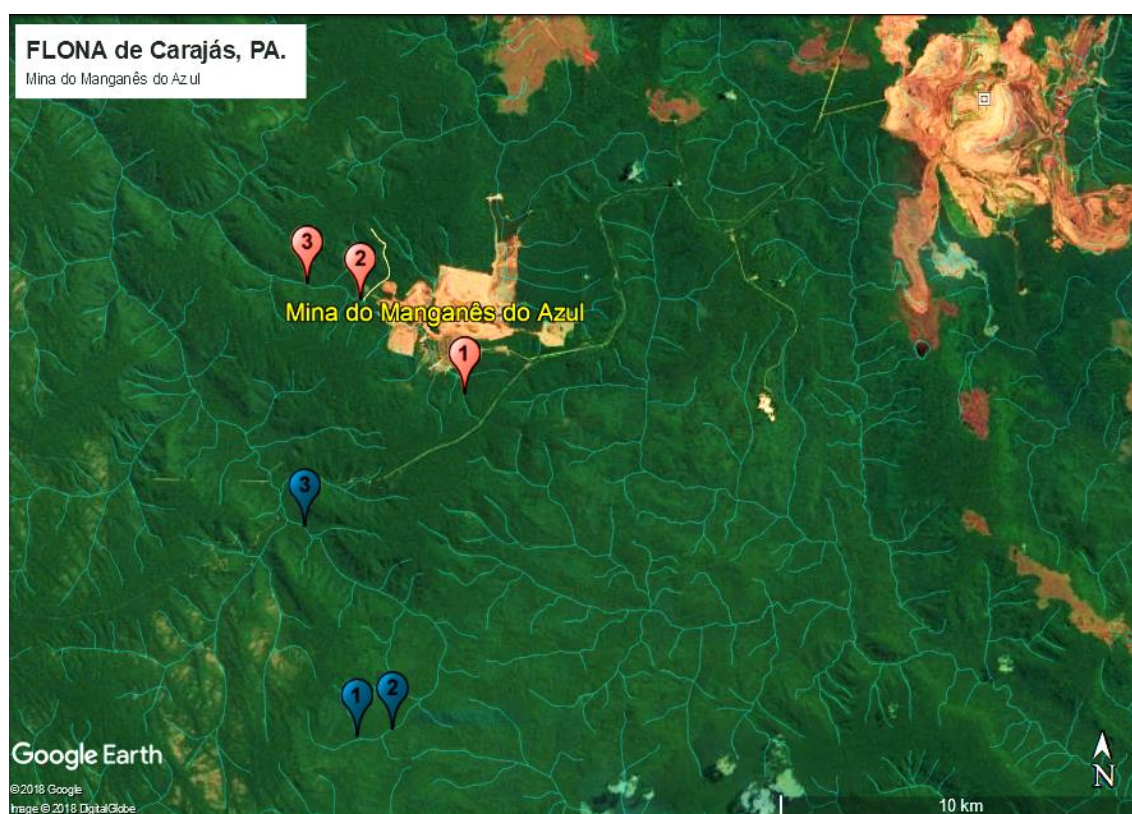 FLONA de Carajás, PA.
Mina do Manganês do Azul
3
2
Mina do Manganês do Azul
1
3
1
2
Google Earth
©2018 Google
Image © 2018 DigitalGlobe
10 km
N